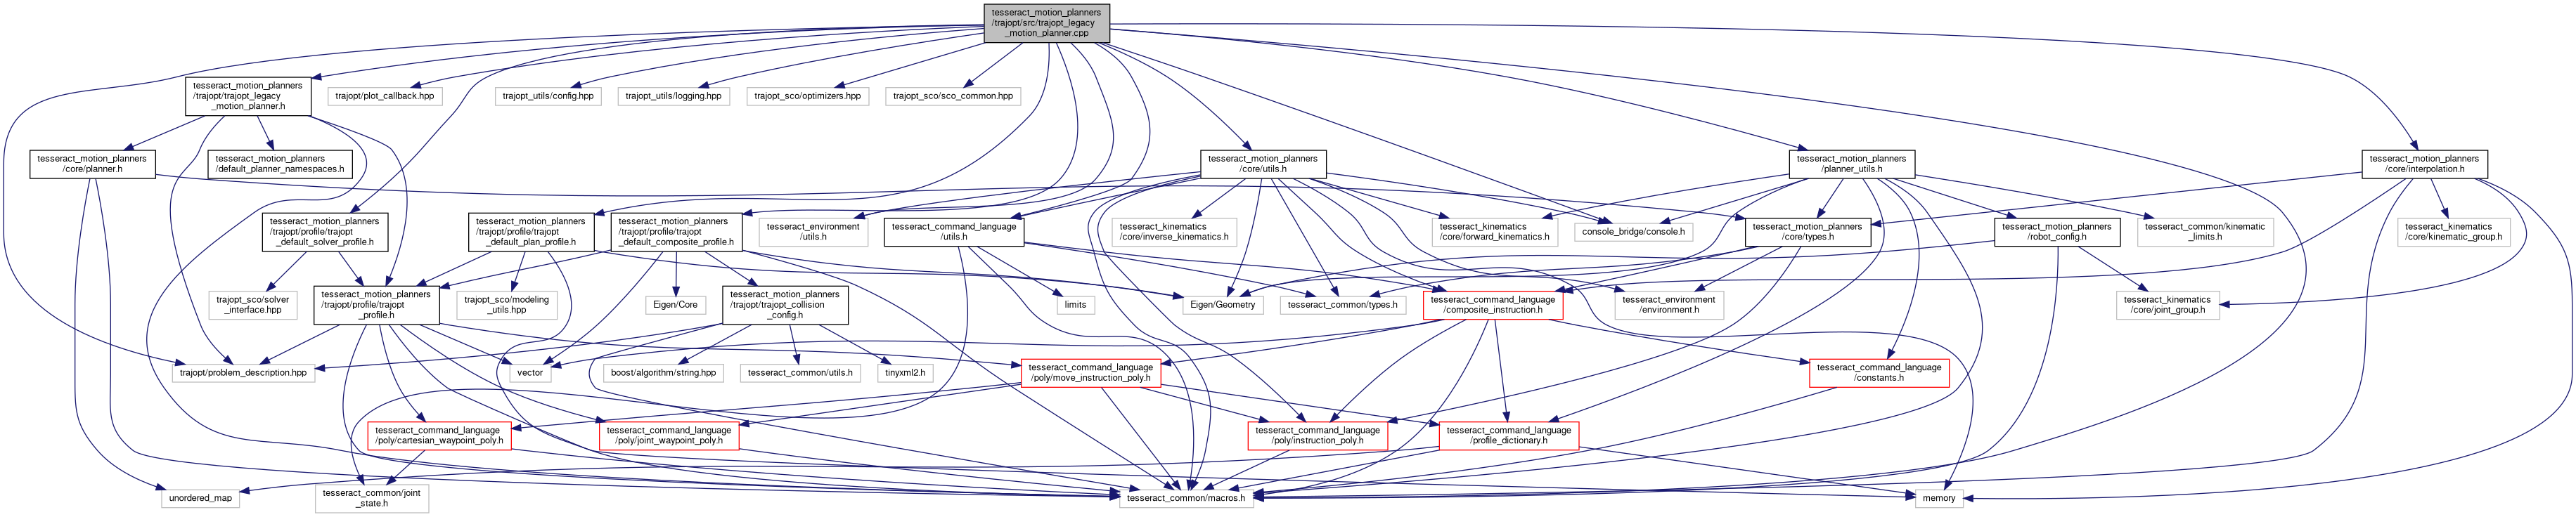 tesseract_motion_planners
/trajopt/src/trajopt_legacy
_motion_planner.cpp
tesseract_motion_planners
/trajopt/trajopt_legacy
_motion_planner.h
trajopt/plot_callback.hpp
trajopt_utils/config.hpp
trajopt_utils/logging.hpp
trajopt_sco/optimizers.hpp
trajopt_sco/sco_common.hpp
tesseract_motion_planners
/core/planner.h
tesseract_motion_planners
/default_planner_namespaces.h
tesseract_motion_planners
/core/utils.h
tesseract_motion_planners
/planner_utils.h
tesseract_motion_planners
/core/interpolation.h
tesseract_motion_planners
/trajopt/profile/trajopt
_default_solver_profile.h
tesseract_motion_planners
/trajopt/profile/trajopt
_default_plan_profile.h
tesseract_motion_planners
/trajopt/profile/trajopt
_default_composite_profile.h
tesseract_environment
/utils.h
tesseract_command_language
/utils.h
tesseract_kinematics
/core/inverse_kinematics.h
tesseract_kinematics
/core/forward_kinematics.h
console_bridge/console.h
tesseract_motion_planners
/core/types.h
tesseract_motion_planners
/robot_config.h
tesseract_common/kinematic
_limits.h
tesseract_kinematics
/core/kinematic_group.h
trajopt_sco/solver
_interface.hpp
tesseract_motion_planners
/trajopt/profile/trajopt
_profile.h
trajopt_sco/modeling
_utils.hpp
Eigen/Core
tesseract_motion_planners
/trajopt/trajopt_collision
_config.h
limits
Eigen/Geometry
tesseract_common/types.h
tesseract_command_language
/composite_instruction.h
tesseract_environment
/environment.h
tesseract_kinematics
/core/joint_group.h
trajopt/problem_description.hpp
vector
boost/algorithm/string.hpp
tesseract_common/utils.h
tinyxml2.h
tesseract_command_language
/poly/move_instruction_poly.h
tesseract_command_language
/constants.h
tesseract_command_language
/poly/cartesian_waypoint_poly.h
tesseract_command_language
/poly/joint_waypoint_poly.h
tesseract_command_language
/poly/instruction_poly.h
tesseract_command_language
/profile_dictionary.h
unordered_map
tesseract_common/joint
_state.h
tesseract_common/macros.h
memory